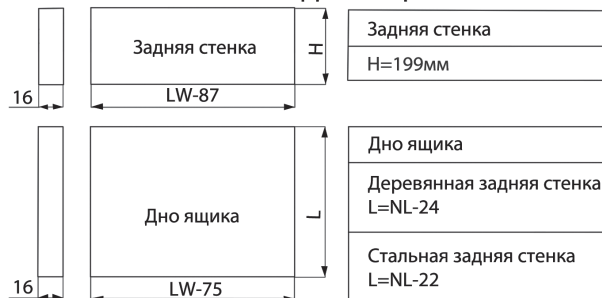 Задняя стенка
H
16
LW-87
Задняя стенка
H=199мм
Дно ящика
L
16
LW-75
Дно ящика
Деревянная задняя стенка
L=NL-24
Стальная задняя стенка
L=NL-22